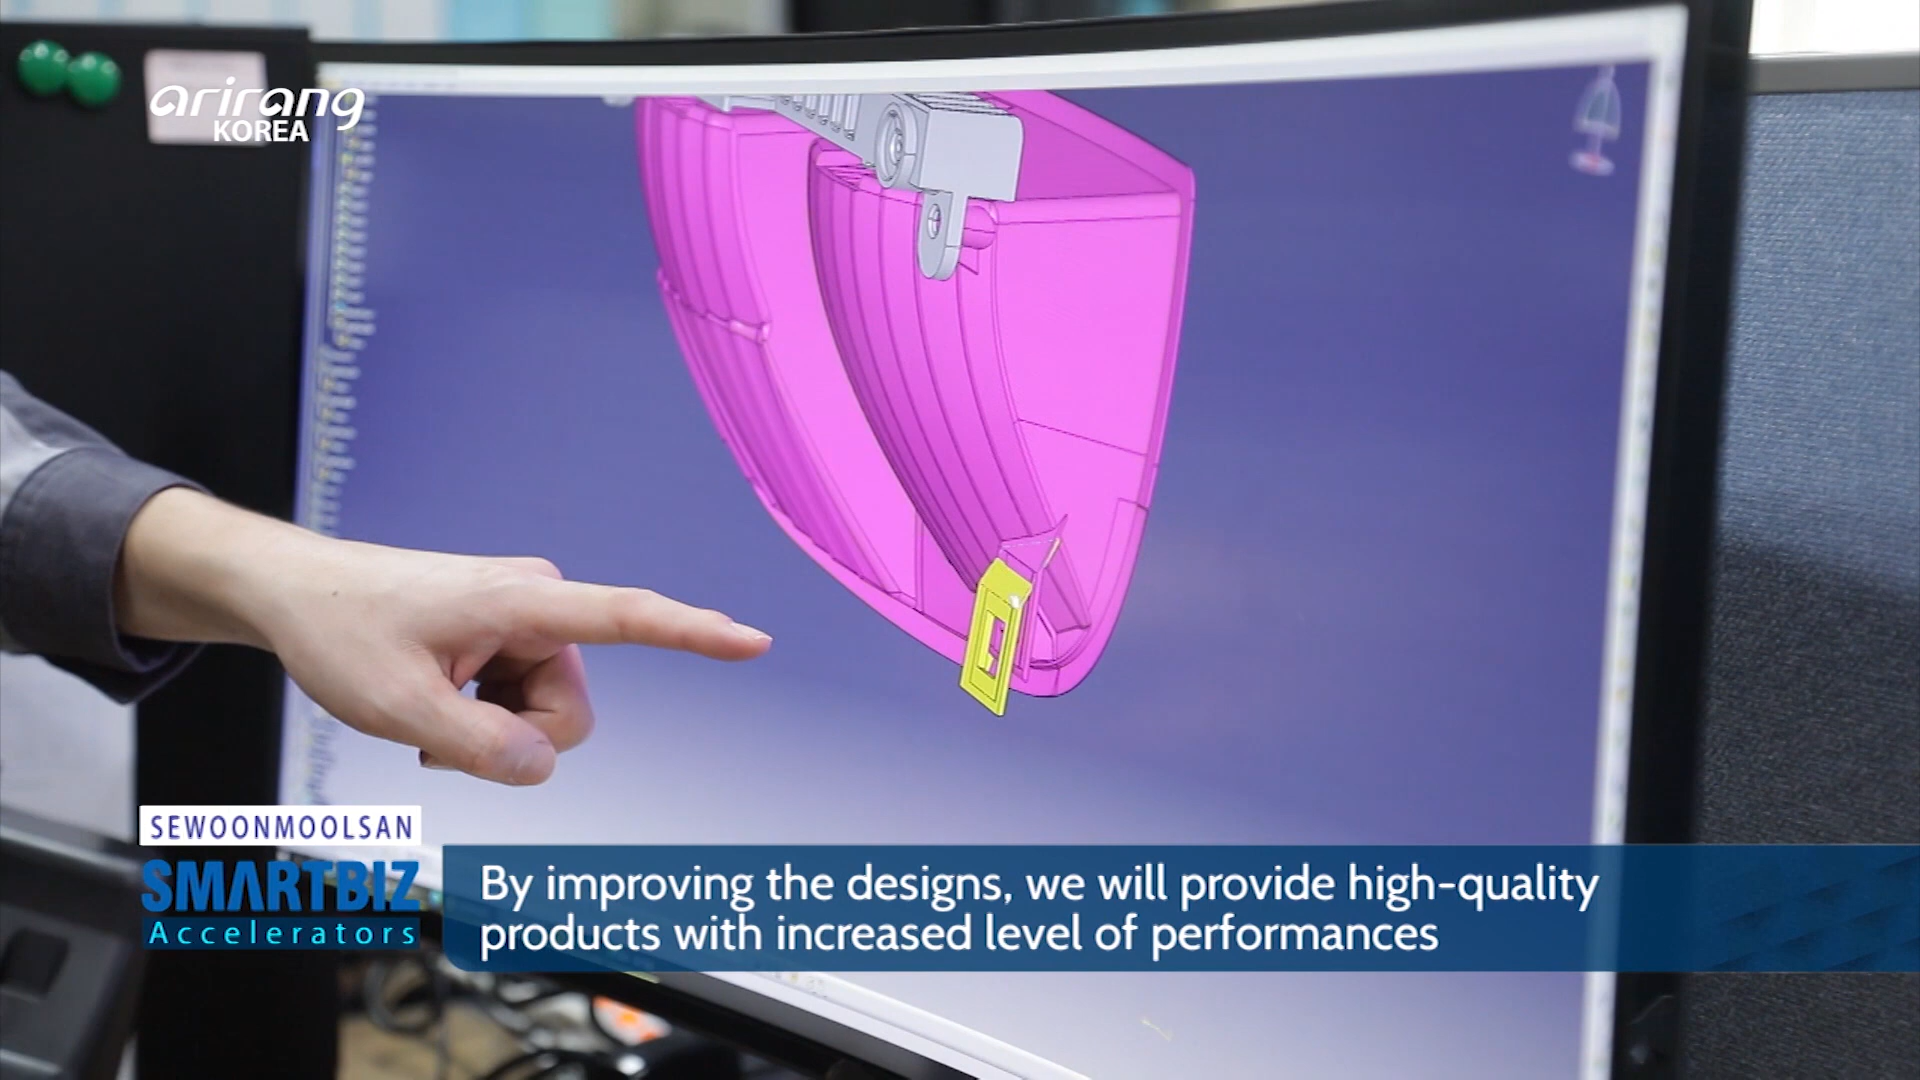 arirang
KOREA
SEWOONMOOLSAN
SMARTBIZ
Accelerators
By improving the designs, we will provide high-quality
products with increased level of performances